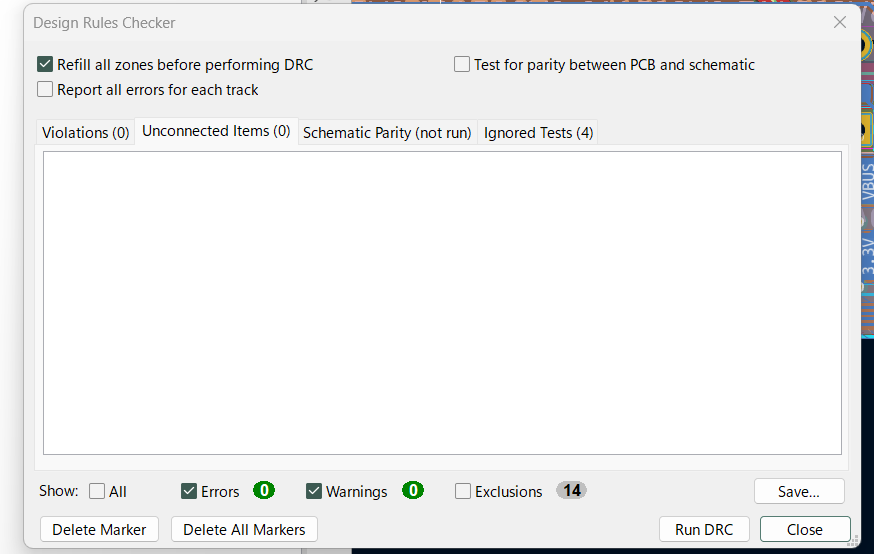 Design Rules Checker
Refill all zones before performing DRC
Test for parity between PCB and schematic
Report all errors for each track
Violations (0) Unconnected Items (0) Schematic Parity (not run) Ignored Tests (4)
VBUS
3.3V
Show: All Errors 0 Warnings 0 Exclusions 14 Save...
Delete Marker Delete All Markers Run DRC Close